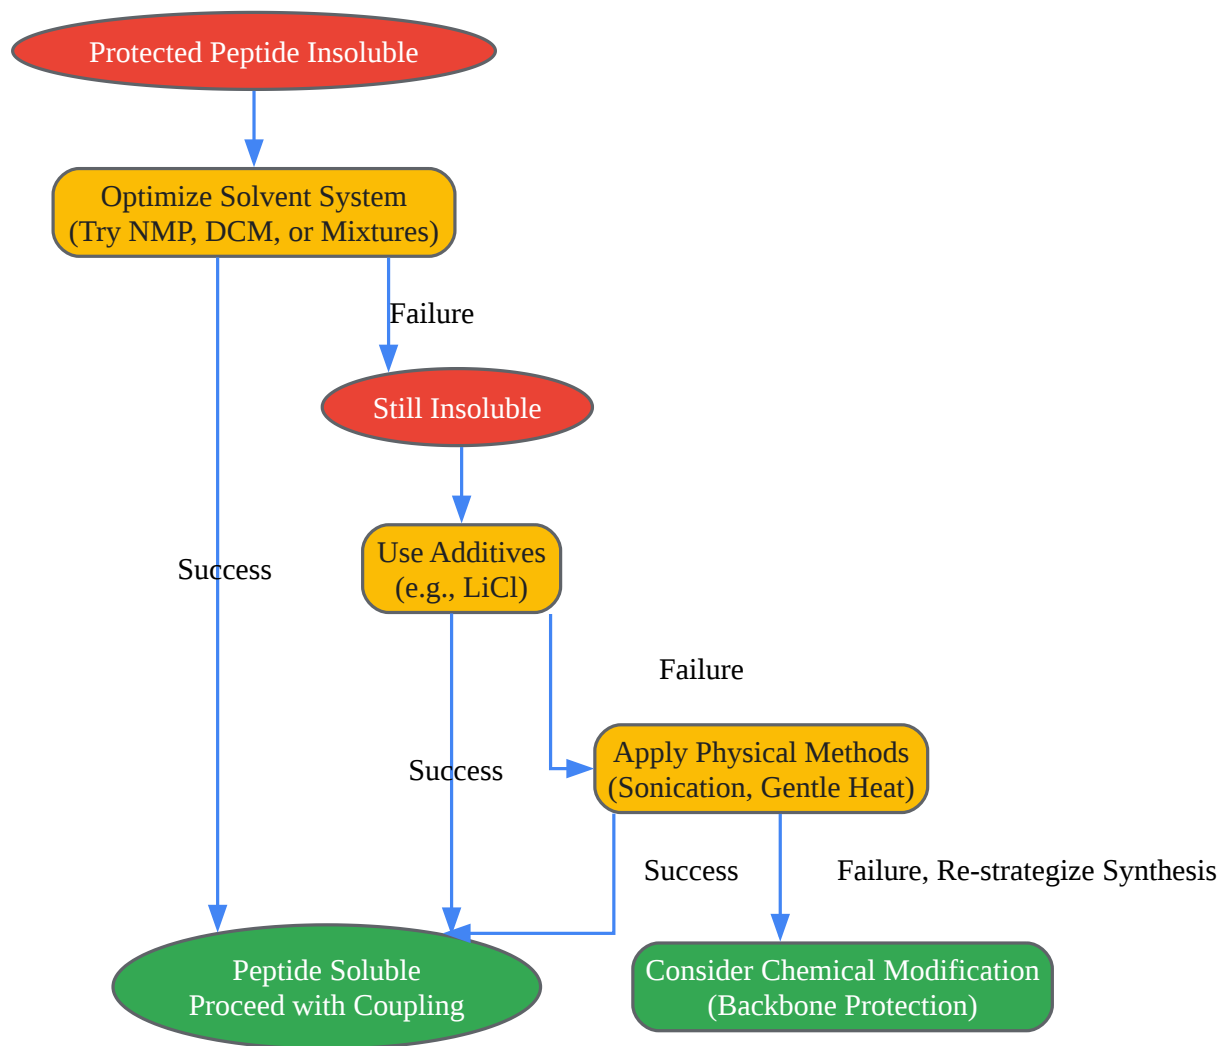 Protected Peptide Insoluble
Optimize Solvent System
(Try NMP, DCM, or Mixtures)
Failure
Still Insoluble
Success
Use Additives
(e.g., LiCl)
Failure
Success
Apply Physical Methods
(Sonication, Gentle Heat)
Success
Failure, Re-strategize Synthesis
Peptide Soluble
Proceed with Coupling
Consider Chemical Modification
(Backbone Protection)